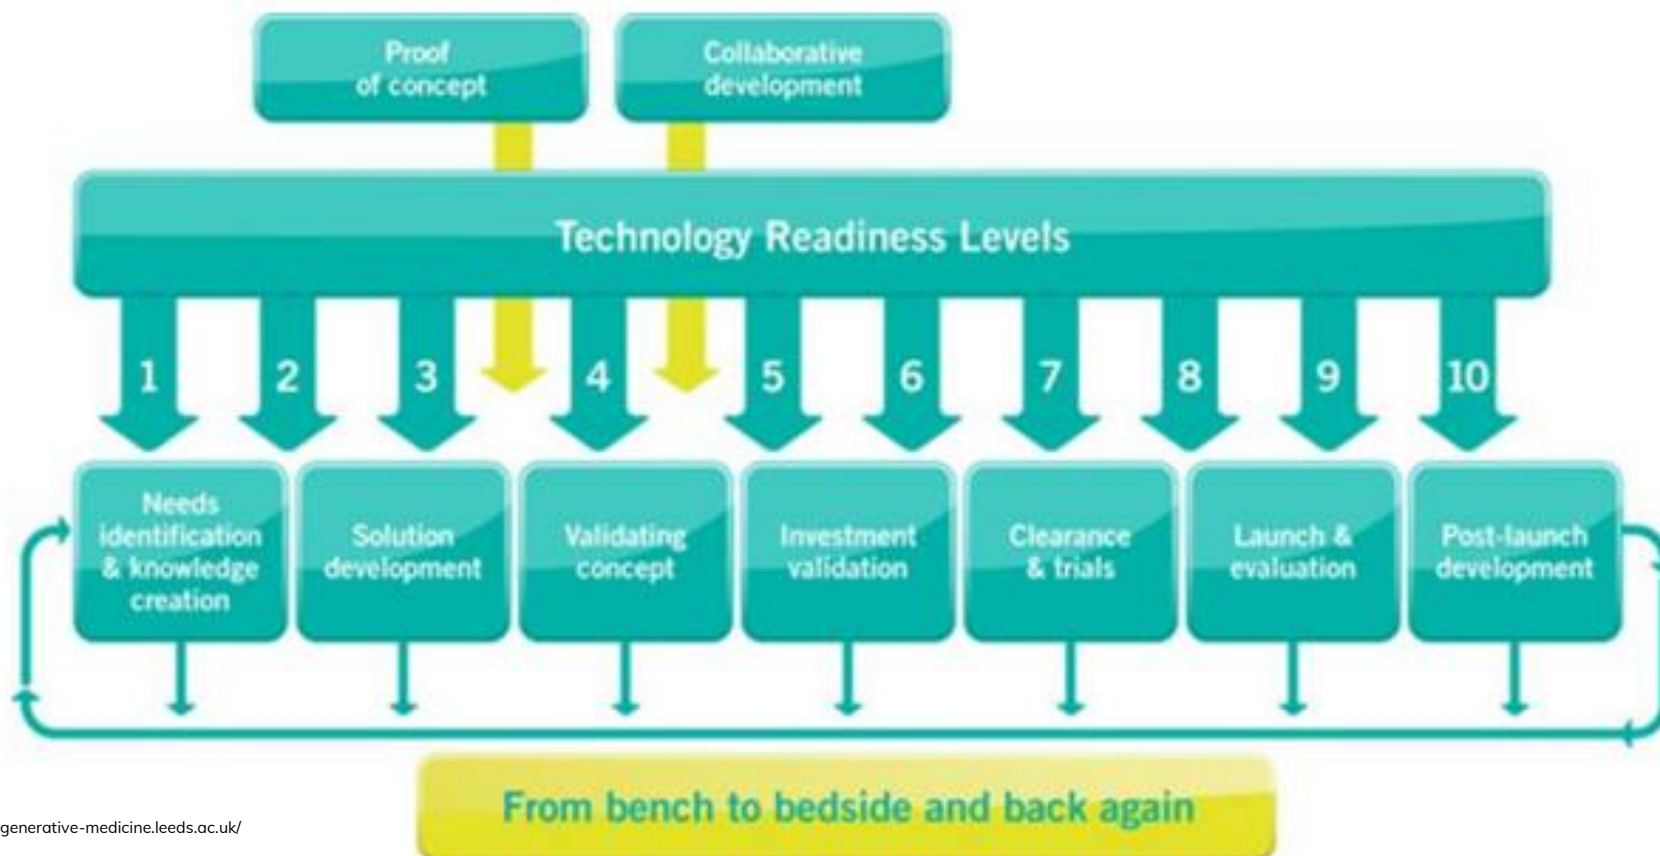 Proof
of concept
Collaborative
development
Technology Readiness Levels
1 2 3 4 5 6 7 8 9 10
Needs
identification
& knowledge
creation
Solution
development
Validating
concept
Investment
validation
Clearance
& trials
Launch &
evaluation
Post-launch
development
From bench to bedside and back again
generative-medicine.leeds.ac.uk/